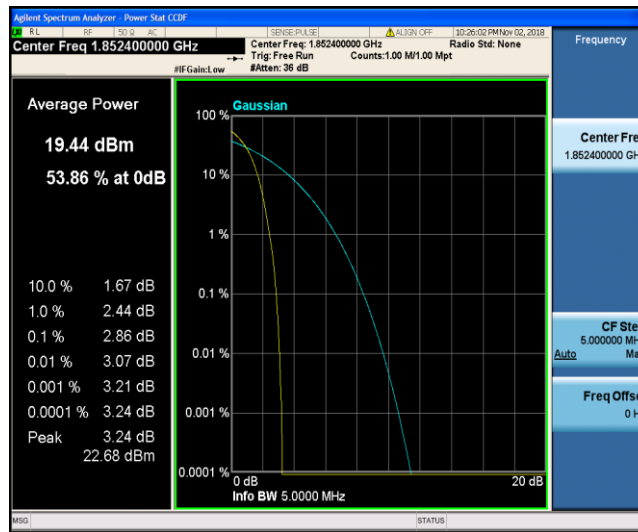 Agilent Spectrum Analyzer - Power Stat CCDF
RL RF 50 Ω AC SENSE:PULSE ALIGN OFF 10:26:02 PM Nov 02, 2018
Center Freq 1.852400000 GHz
Center Freq: 1.852400000 GHz Radio Std: None
Trig: Free Run Counts:1.00 M/1.00 Mpt
#IFGain:Low #Atten: 36 dB
Frequency
Average Power
19.44 dBm
53.86 % at 0dB
10.0 % 1.67 dB
1.0 % 2.44 dB
0.1 % 2.86 dB
0.01 % 3.07 dB
0.001 % 3.21 dB
0.0001 % 3.24 dB
Peak 3.24 dB
22.68 dBm
Gaussian
100 %
10 %
1 %
0.1 %
0.01 %
0.001 %
0.0001 %
0 dB 20 dB
Info BW 5.0000 MHz
Center Fre
1.852400000 GH
CF Ste
5.000000 MH
Auto Ma
Freq Offse
0 H
MSG STATUS